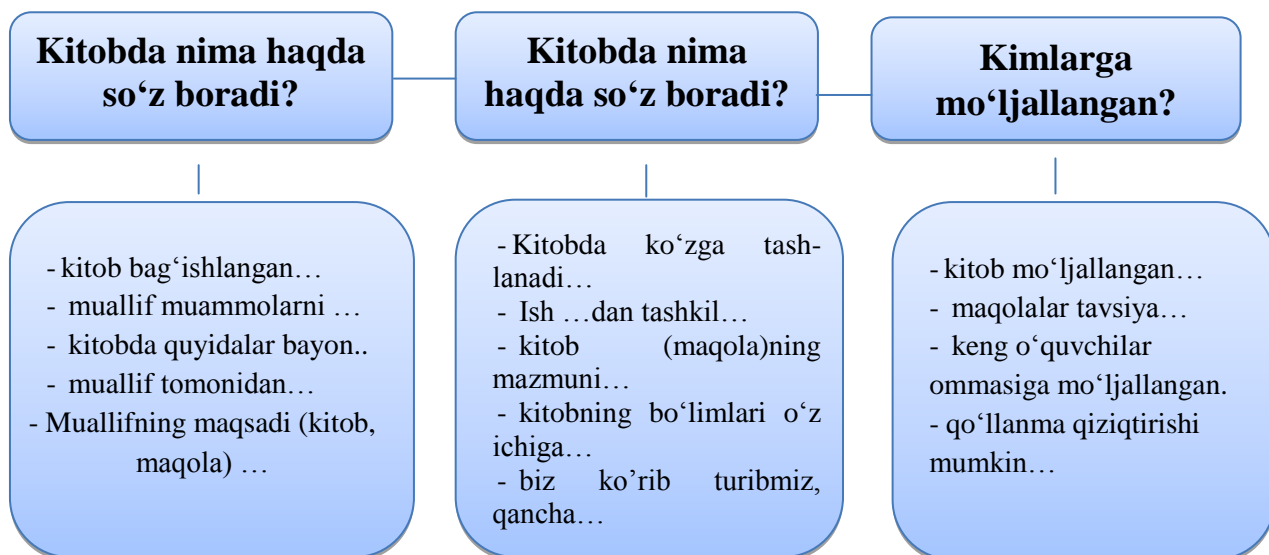 Kitobda nima haqda
so‘z boradi?
Kitobda nima
haqda so‘z boradi?
Kimlarga
mo‘ljallangan?
- kitob bag‘ishlangan…
- muallif muammolarni …
- kitobda quyidalar bayon..
- muallif tomonidan…
- Muallifning maqsadi (kitob,
maqola) …
- Kitobda ko‘zga tash-
lanadi…
- Ish …dan tashkil…
- kitob (maqola)ning
mazmuni…
- kitobning bo‘limlari o‘z
ichiga…
- biz ko’rib turibmiz,
qancha…
- kitob mo‘ljallangan…
- maqolalar tavsiya…
- keng o‘quvchilar
ommasiga mo‘ljallangan.
- qo‘llanma qiziqtirishi
mumkin…